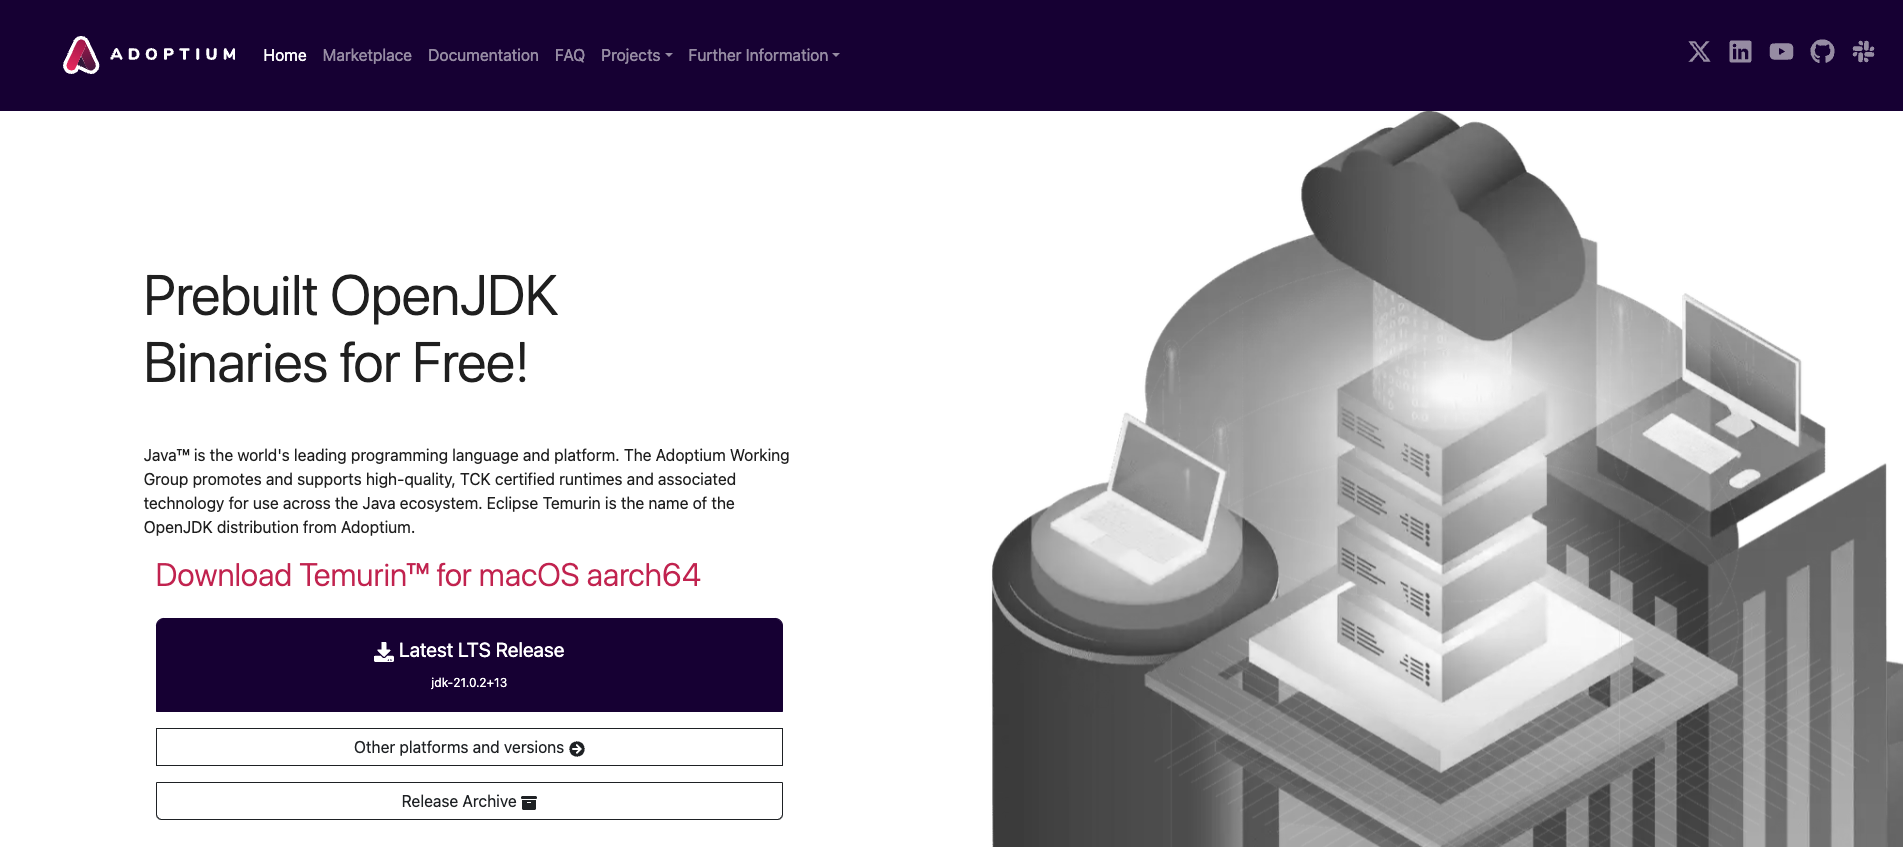 ADOPTIUM Home Marketplace Documentation FAQ Projects Further Information
Prebuilt OpenJDK
Binaries for Free!
Java™ is the world's leading programming language and platform. The Adoptium Working
Group promotes and supports high-quality, TCK certified runtimes and associated
technology for use across the Java ecosystem. Eclipse Temurin is the name of the
OpenJDK distribution from Adoptium.
Download Temurin™ for macOS aarch64
Latest LTS Release
jdk-21.0.2+13
Other platforms and versions
Release Archive